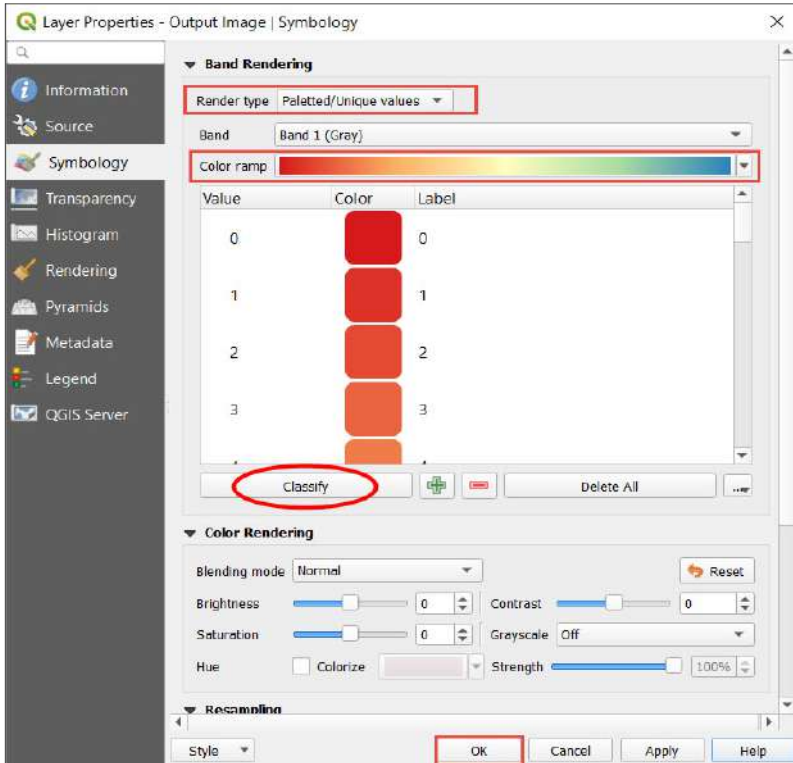 Layer Properties - Output Image | Symbology
Information
Source
Symbology
Transparency
Histogram
Rendering
Pyramids
Metadata
Legend
QGIS Server
Band Rendering
Render type Paletted/Unique values
Band Band 1 (Gray)
Color ramp
Value Color Label
0 0
1 1
2 2
3 3
Classify Delete All
Color Rendering
Blending mode Normal Reset
Brightness 0 Contrast 0
Saturation 0 Grayscale Off
Hue Colorize Strength 100%
Resampling
Style OK Cancel Apply Help